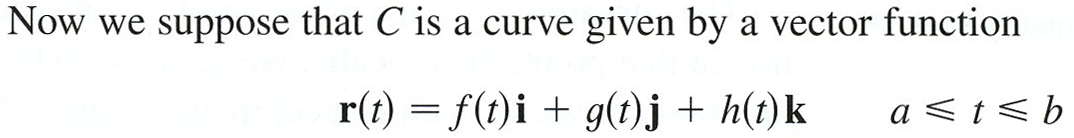 Now we suppose that C is a curve given by a vector function
r(t) = f(t)i + g(t)j + h(t)k a ⩽ t ⩽ b